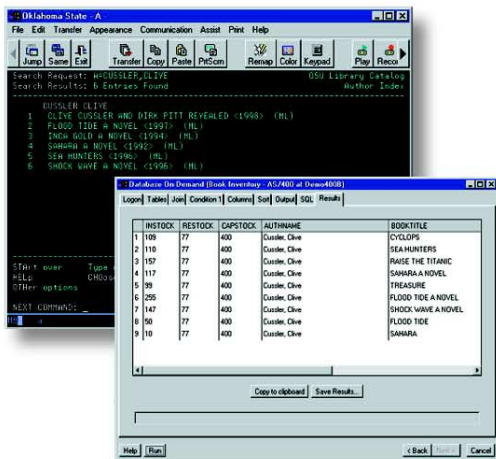 Oklahoma State - A -
File Edit Transfer Appearance Communication Assist Print Help
Jump Same Exit Transfer Copy Paste PrtScrn Remap Color Keypad Play Recor
Search Request: A=CUSSLER,CLIVE OSU Library Catalog
Search Results: 6 Entries Found Author Index
CUSSLER CLIVE
1 CLIVE CUSSLER AND DIRK PITT REVEALED <1998> (ML)
2 FLOOD TIDE A NOVEL <1997> (ML)
3 INCA GOLD A NOVEL <1994> (ML)
4 SAHARA A NOVEL <1992> (ML)
5 SEA HUNTERS <1996> (ML)
6 SHOCK WAVE A NOVEL <1996> (ML)
STArt over Type
HELp CHOose
OTHer options
NEXT COMMAND: _
Database On Demand (Book Inventory - AS/400 at Demo400B)
Logon Tables Join Condition 1 Columns Sort Output SQL Results
INSTOCK RESTOCK CAPSTOCK AUTHNAME BOOKTITLE
1 109 77 400 Cussler, Clive CYCLOPS
2 110 77 400 Cussler, Clive SEA HUNTERS
3 157 77 400 Cussler, Clive RAISE THE TITANIC
4 117 77 400 Cussler, Clive SAHARA A NOVEL
5 99 77 400 Cussler, Clive TREASURE
6 255 77 400 Cussler, Clive FLOOD TIDE A NOVEL
7 147 77 400 Cussler, Clive SHOCK WAVE A NOVEL
8 50 77 400 Cussler, Clive FLOOD TIDE
9 10 77 400 Cussler, Clive SAHARA
Copy to clipboard Save Results...
Help Run < Back Next > Cancel